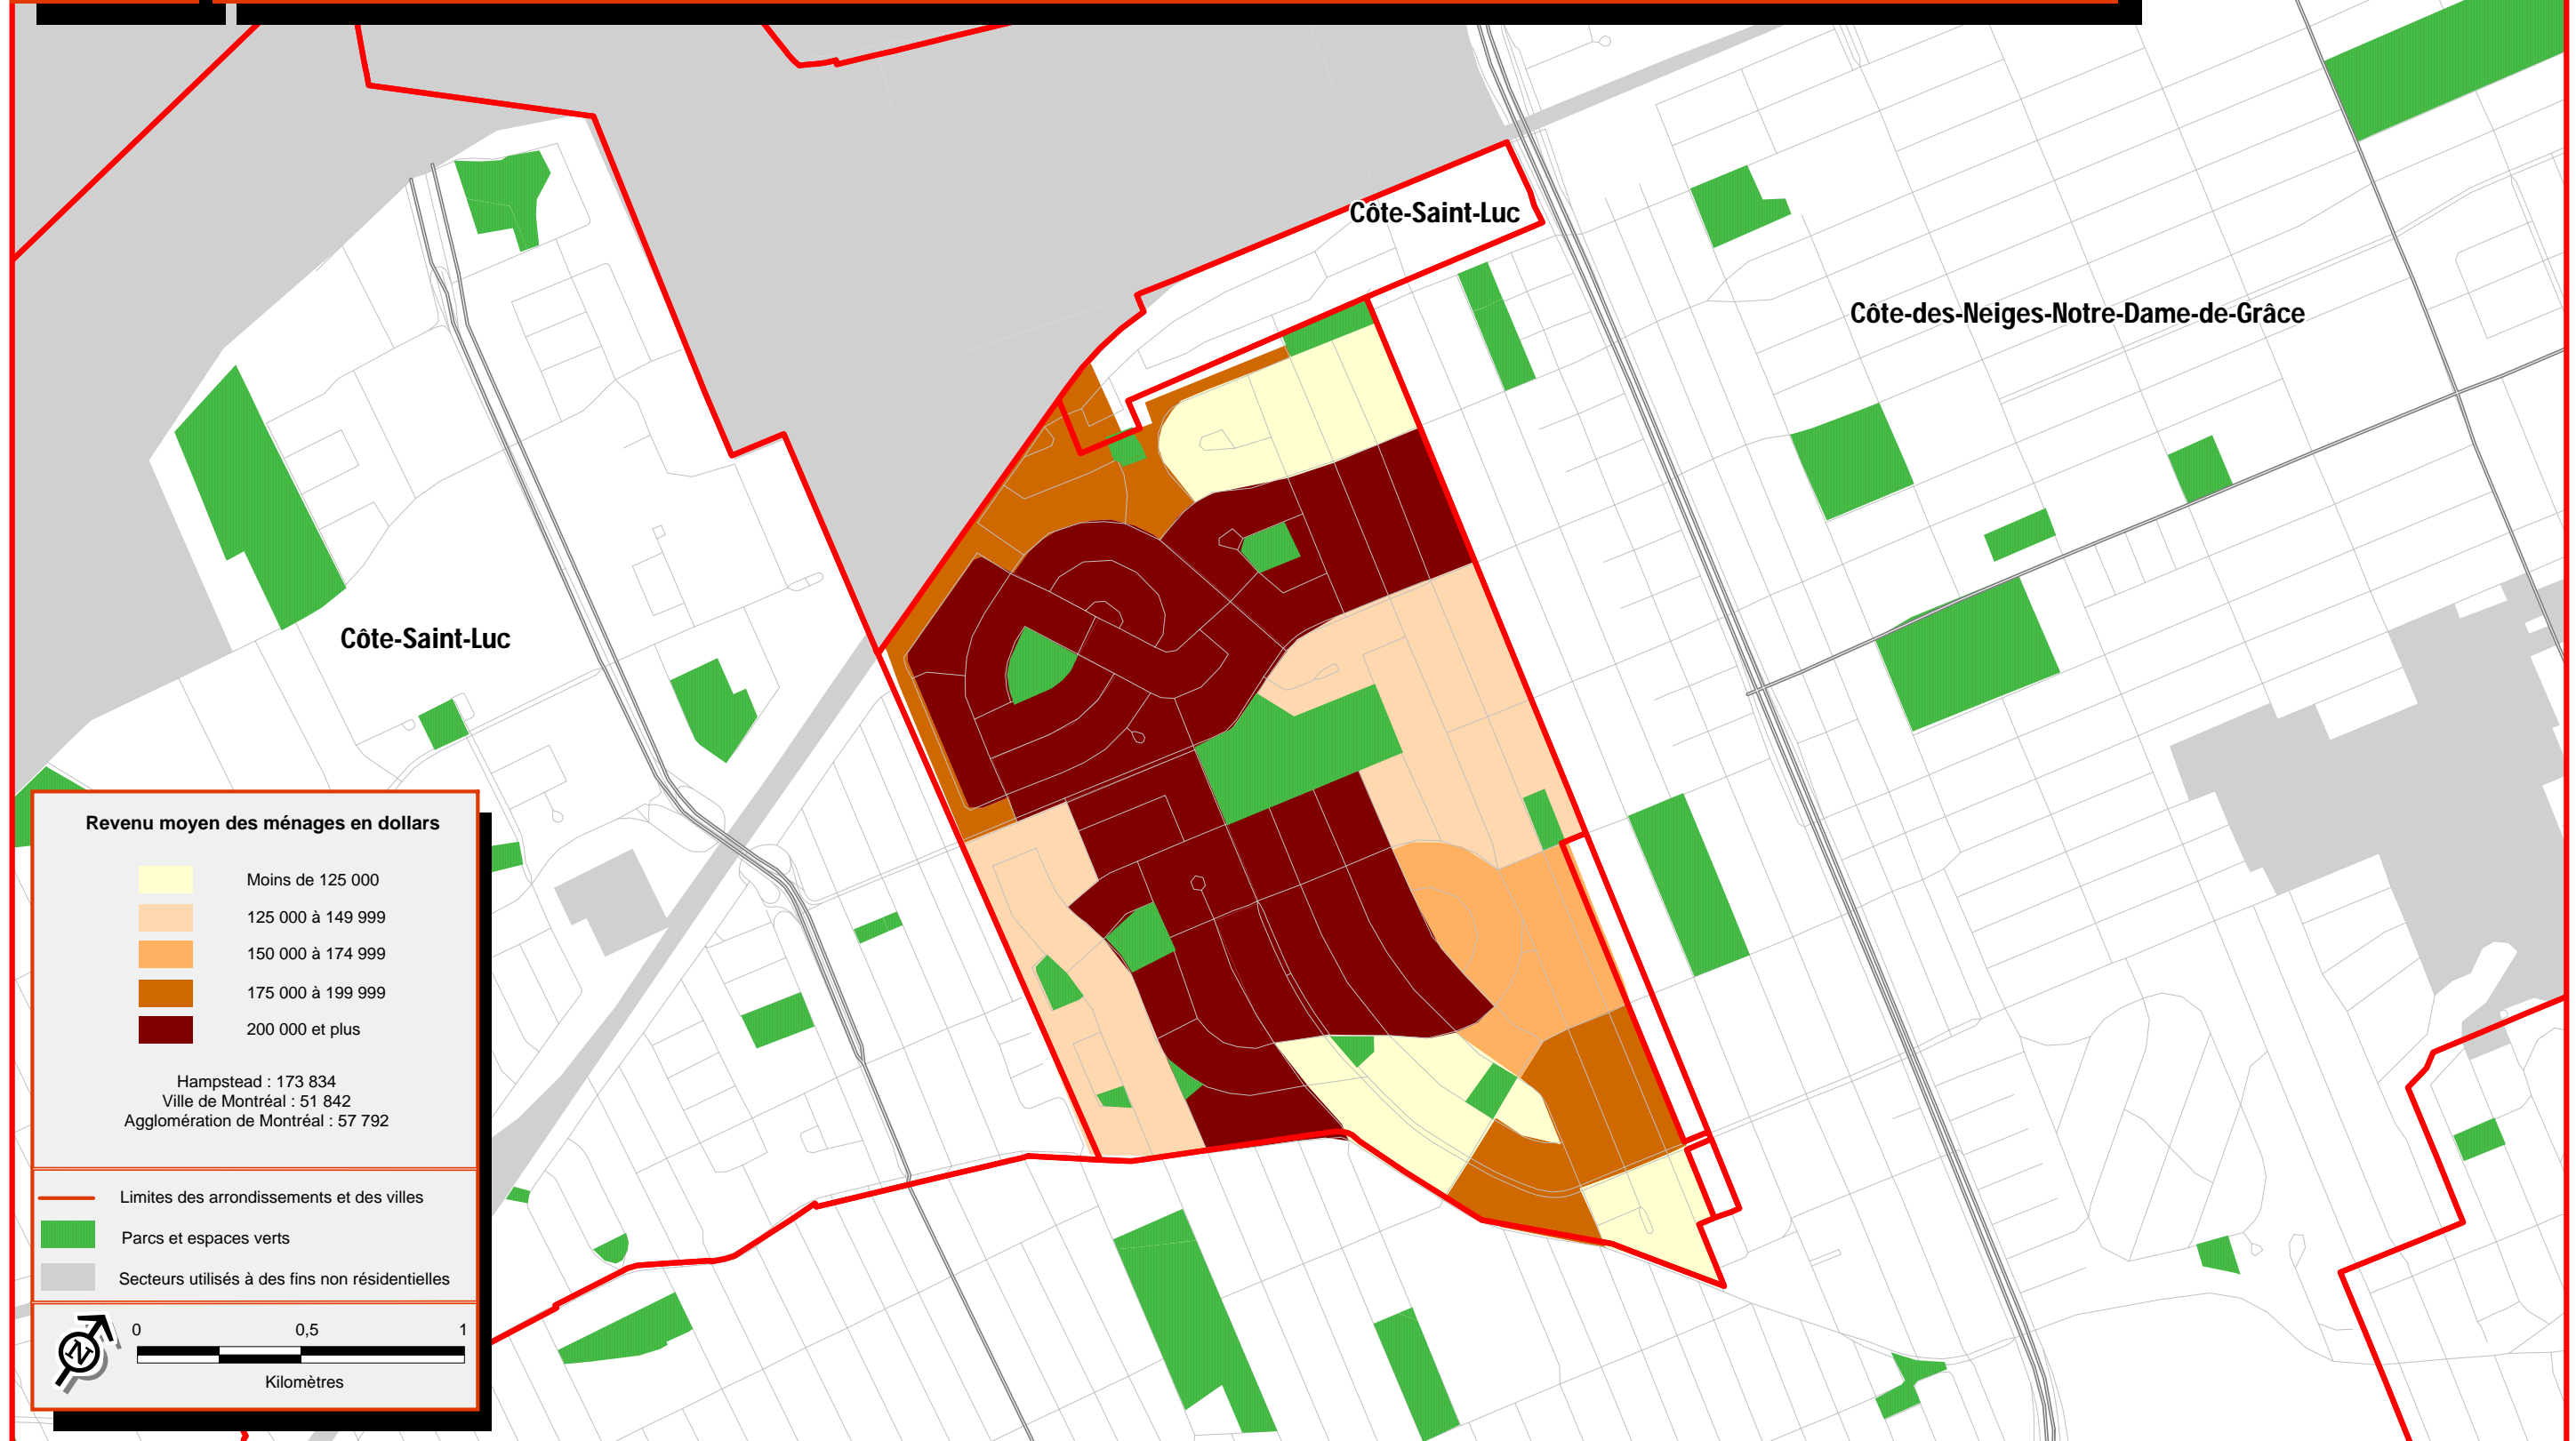 Côte-Saint-Luc
Côte-des-Neiges-Notre-Dame-de-Grâce
Côte-Saint-Luc
Revenu moyen des ménages en dollars
Moins de 125 000
125 000 à 149 999
150 000 à 174 999
175 000 à 199 999
200 000 et plus
Hampstead : 173 834
Ville de Montréal : 51 842
Agglomération de Montréal : 57 792
Limites des arrondissements et des villes
Parcs et espaces verts
Secteurs utilisés à des fins non résidentielles
N
0 0,5 1
Kilomètres